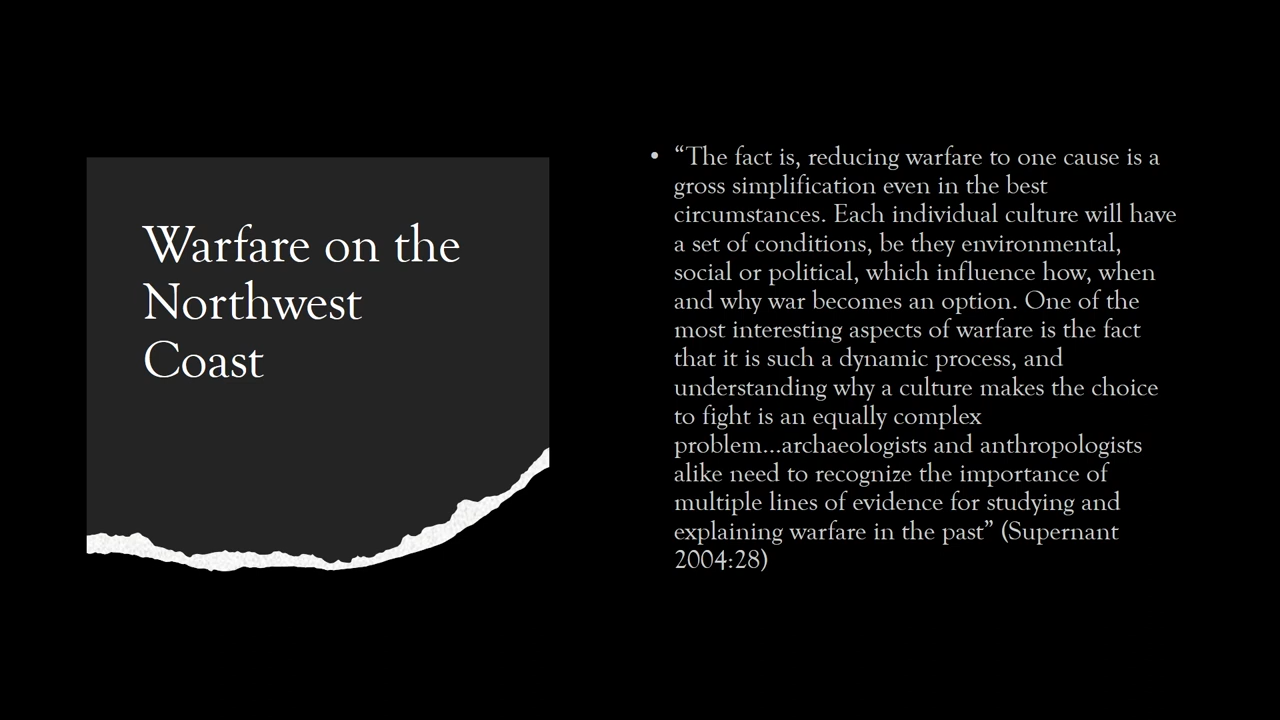 Warfare on the
Northwest
Coast
• “The fact is, reducing warfare to one cause is a
gross simplification even in the best
circumstances. Each individual culture will have
a set of conditions, be they environmental,
social or political, which influence how, when
and why war becomes an option. One of the
most interesting aspects of warfare is the fact
that it is such a dynamic process, and
understanding why a culture makes the choice
to fight is an equally complex
problem…archaeologists and anthropologists
alike need to recognize the importance of
multiple lines of evidence for studying and
explaining warfare in the past” (Supernant
2004:28)